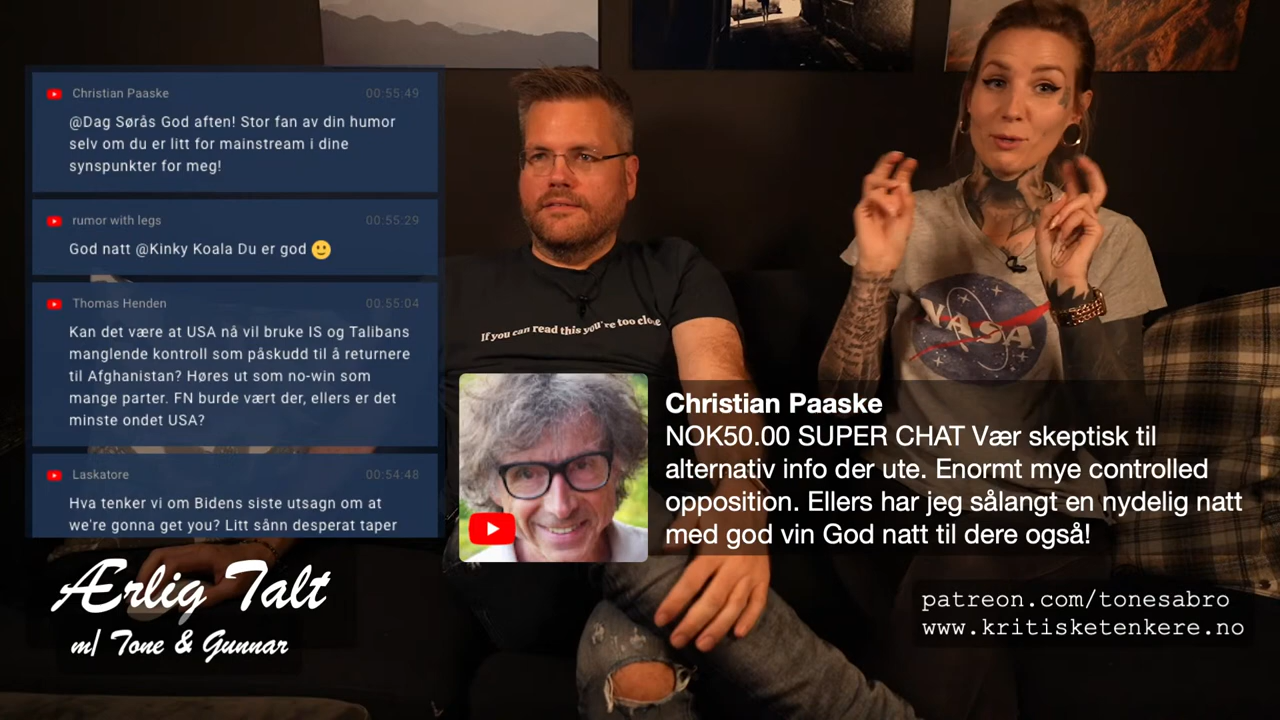 Christian Paaske 00:55:49
@Dag Sørås God aften! Stor fan av din humor
selv om du er litt for mainstream i dine
synspunkter for meg!
rumor with legs 00:55:29
God natt @Kinky Koala Du er god 🙂
Thomas Henden 00:55:04
Kan det være at USA nå vil bruke IS og Talibans
manglende kontroll som påskudd til å returnere
til Afghanistan? Høres ut som no-win som
mange parter. FN burde vært der, ellers er det
minste ondet USA?
Laskatore 00:54:48
Hva tenker vi om Bidens siste utsagn om at
we're gonna get you? Litt sånn desperat taper
If you can read this you're too close
VASA
Christian Paaske
NOK50.00 SUPER CHAT Vær skeptisk til
alternativ info der ute. Enormt mye controlled
opposition. Ellers har jeg sålangt en nydelig natt
med god vin God natt til dere også!
Ærlig Talt
m/ Tone & Gunnar
patreon.com/tonesabro
www.kritisketenkere.no